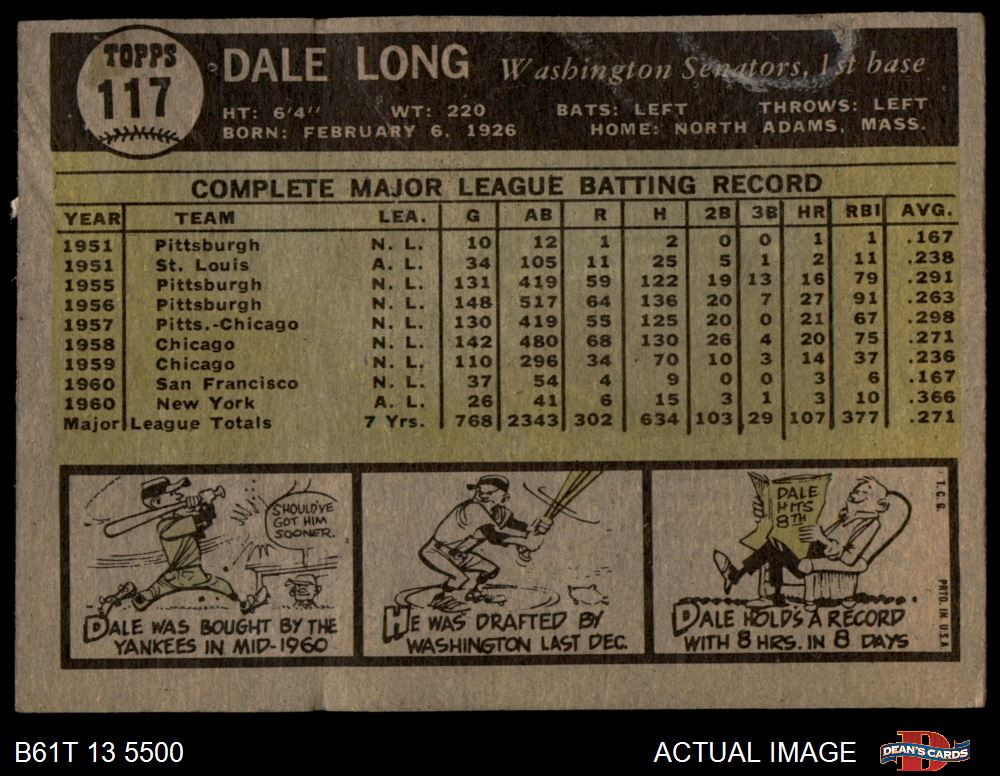 TOPPS
117
DALE LONG Washington Senators, 1st base
HT: 6'4" WT: 220 BATS: LEFT THROWS: LEFT
BORN: FEBRUARY 6, 1926 HOME: NORTH ADAMS, MASS.
COMPLETE MAJOR LEAGUE BATTING RECORD
YEAR TEAM LEA. G AB R H 2B 3B HR RBI AVG.
1951 Pittsburgh N. L. 10 12 1 2 0 0 1 1 .167
1951 St. Louis A. L. 34 105 11 25 5 1 2 11 .238
1955 Pittsburgh N. L. 131 419 59 122 19 13 16 79 .291
1956 Pittsburgh N. L. 148 517 64 136 20 7 27 91 .263
1957 Pitts.-Chicago N. L. 130 419 55 125 20 0 21 67 .298
1958 Chicago N. L. 142 480 68 130 26 4 20 75 .271
1959 Chicago N. L. 110 296 34 70 10 3 14 37 .236
1960 San Francisco N. L. 37 54 4 9 0 0 3 6 .167
1960 New York A. L. 26 41 6 15 3 1 3 10 .366
Major League Totals 7 Yrs. 768 2343 302 634 103 29 107 377 .271
SHOULD'VE
GOT HIM
SOONER.
DALE WAS BOUGHT BY THE
YANKEES IN MID-1960
HE WAS DRAFTED BY
WASHINGTON LAST DEC.
DALE
HITS
8TH
DALE HOLDS A RECORD
WITH 8 HRS. IN 8 DAYS
T. C. G.
PRTD. IN U.S.A.
B61T 13 5500
ACTUAL IMAGE
DEAN'S CARDS